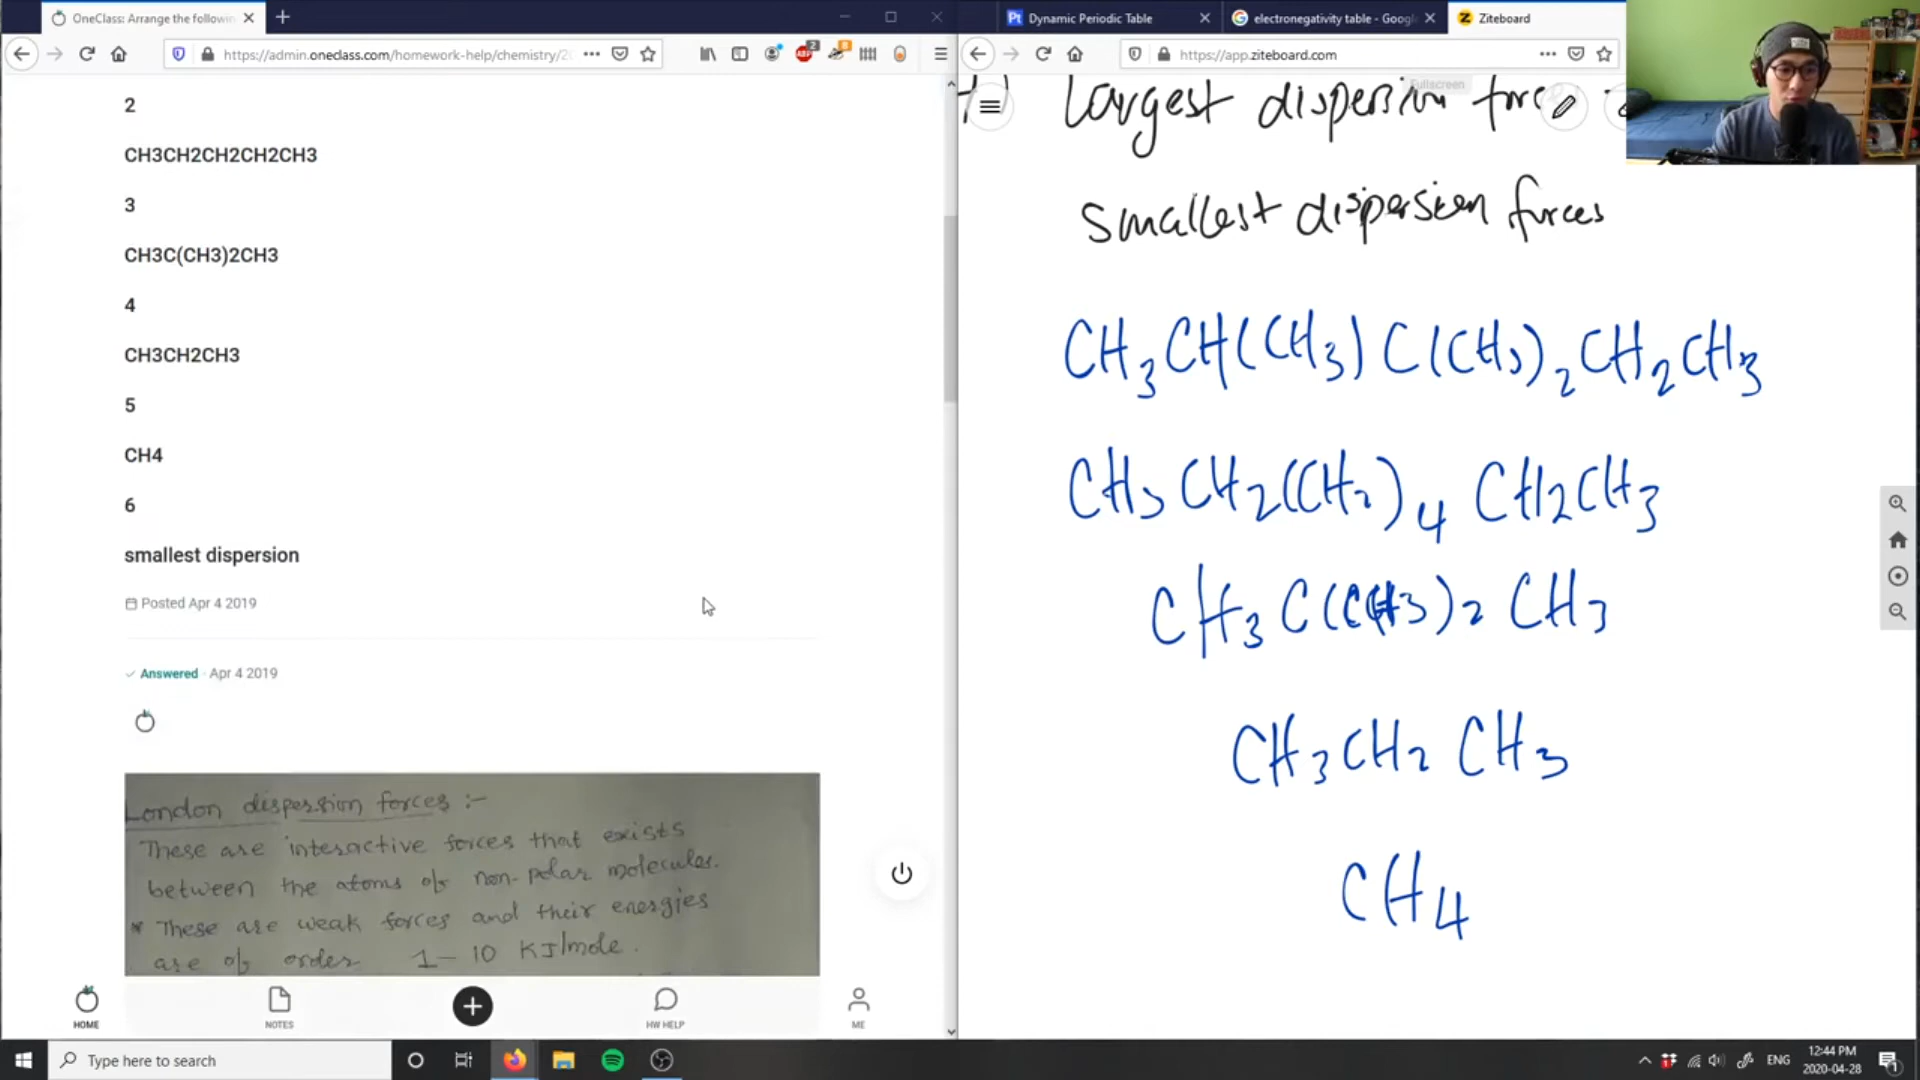 OneClass: Arrange the followin
https://admin.oneclass.com/homework-help/chemistry/2
2
8
2
CH3CH2CH2CH2CH3
3
CH3C(CH3)2CH3
4
CH3CH2CH3
5
CH4
6
smallest dispersion
Posted Apr 4 2019
Answered · Apr 4 2019
London dispession forces :-
These are interactive forces that exists
between the atoms of non-polar molecules.
* These are weak forces and their energies
are of order 1-10 KJ/mole.
HOME
NOTES
HW HELP
ME
Dynamic Periodic Table
electronegativity table - Googl
Ziteboard
https://app.ziteboard.com
Fullscreen
Largest dispersion forc
smallest dispersion forces
CH3CH(CH3)C(CH3)2CH2CH3
CH3CH2(CH2)4CH2CH3
CH3C(CH3)2CH3
CH3CH2CH3
CH4
Type here to search
ENG
12:44 PM
2020-04-28
1